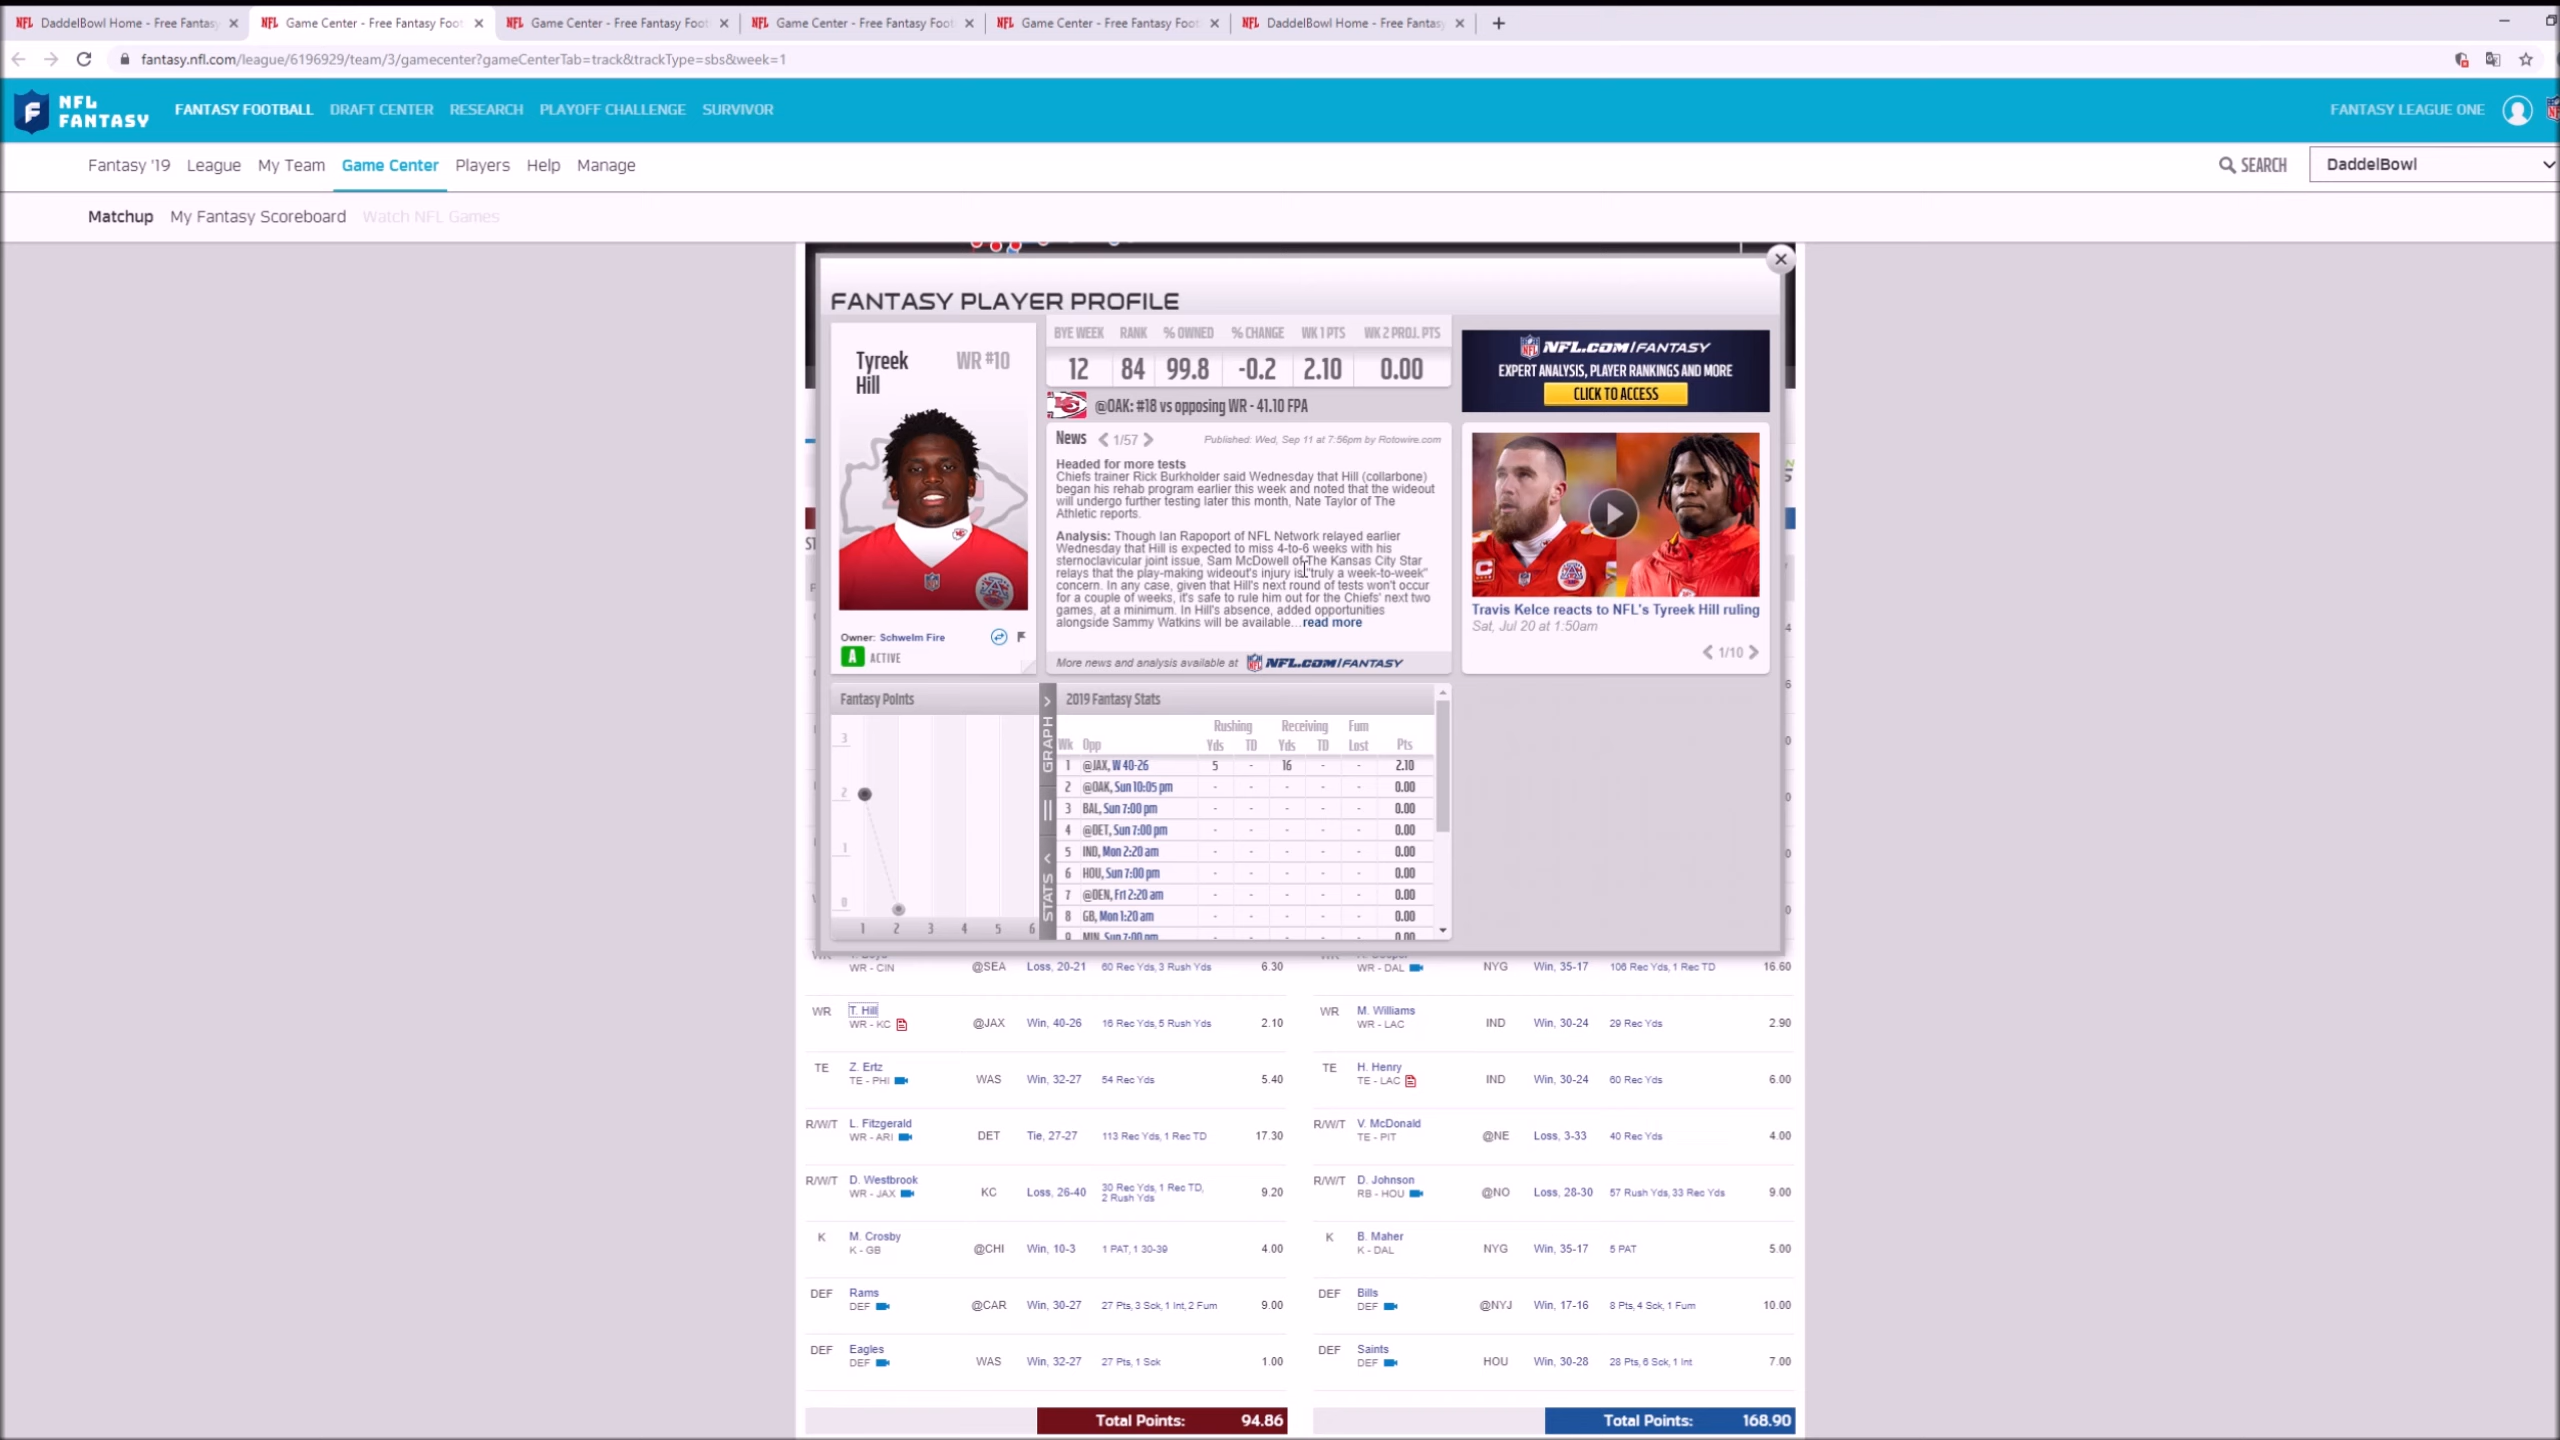 DaddelBowl Home - Free Fantasy
Game Center - Free Fantasy Foot
Game Center - Free Fantasy Foot
Game Center - Free Fantasy Foot
Game Center - Free Fantasy Foot
DaddelBowl Home - Free Fantasy
fantasy.nfl.com/league/6196929/team/3/gamecenter?gameCenterTab=track&trackType=sbs&week=1
NFL FANTASY
FANTASY FOOTBALL DRAFT CENTER RESEARCH PLAYOFF CHALLENGE SURVIVOR
FANTASY LEAGUE ONE
Fantasy '19 League My Team Game Center Players Help Manage
SEARCH DaddelBowl
Matchup My Fantasy Scoreboard Watch NFL Games
FANTASY PLAYER PROFILE
Tyreek Hill
WR #10
Owner: Schwelm Fire
A ACTIVE
BYE WEEK RANK % OWNED % CHANGE WK 1 PTS WK 2 PROJ. PTS
12 84 99.8 -0.2 2.10 0.00
@OAK: #18 vs opposing WR - 41.10 FPA
News 1/57 Published: Wed, Sep 11 at 7:56pm by Rotowire.com
Headed for more tests
Chiefs trainer Rick Burkholder said Wednesday that Hill (collarbone)
began his rehab program earlier this week and noted that the wideout
will undergo further testing later this month, Nate Taylor of The
Athletic reports.
Analysis: Though Ian Rapoport of NFL Network relayed earlier
Wednesday that Hill is expected to miss 4-to-6 weeks with his
sternoclavicular joint issue, Sam McDowell of The Kansas City Star
relays that the play-making wideout's injury is "truly a week-to-week"
concern. In any case, given that Hill's next round of tests won't occur
for a couple of weeks, it's safe to rule him out for the Chiefs' next two
games, at a minimum. In Hill's absence, added opportunities
alongside Sammy Watkins will be available...read more
More news and analysis available at NFL.COM/FANTASY
NFL.COM/FANTASY
EXPERT ANALYSIS, PLAYER RANKINGS AND MORE
CLICK TO ACCESS
Travis Kelce reacts to NFL's Tyreek Hill ruling
Sat, Jul 20 at 1:50am
1/10
Fantasy Points
3
2
1
0
1 2 3 4 5 6
GRAPH
STATS
2019 Fantasy Stats
Rushing Receiving Fum
Wk Opp Yds TD Yds TD Lost Pts
1 @JAX, W 40-26 5 - 16 - - 2.10
2 @OAK, Sun 10:05 pm - - - - - 0.00
3 BAL, Sun 7:00 pm - - - - - 0.00
4 @DET, Sun 7:00 pm - - - - - 0.00
5 IND, Mon 2:20 am - - - - - 0.00
6 HOU, Sun 7:00 pm - - - - - 0.00
7 @DEN, Fri 2:20 am - - - - - 0.00
8 GB, Mon 1:20 am - - - - - 0.00
9 MIN, Sun 7:00 pm 0.00
WR - CIN @SEA Loss, 20-21 60 Rec Yds, 3 Rush Yds 6.30
WR - DAL NYG Win, 35-17 106 Rec Yds, 1 Rec TD 16.60
WR T. Hill
WR - KC @JAX Win, 40-26 16 Rec Yds, 5 Rush Yds 2.10
WR M. Williams
WR - LAC IND Win, 30-24 29 Rec Yds 2.90
TE Z. Ertz
TE - PHI WAS Win, 32-27 54 Rec Yds 5.40
TE H. Henry
TE - LAC IND Win, 30-24 60 Rec Yds 6.00
R/W/T L. Fitzgerald
WR - ARI DET Tie, 27-27 113 Rec Yds, 1 Rec TD 17.30
R/W/T V. McDonald
TE - PIT @NE Loss, 3-33 40 Rec Yds 4.00
R/W/T D. Westbrook
WR - JAX KC Loss, 26-40 30 Rec Yds, 1 Rec TD, 2 Rush Yds 9.20
R/W/T D. Johnson
RB - HOU @NO Loss, 28-30 57 Rush Yds, 33 Rec Yds 9.00
K M. Crosby
K - GB @CHI Win, 10-3 1 PAT, 1 30-39 4.00
K B. Maher
K - DAL NYG Win, 35-17 5 PAT 5.00
DEF Rams
DEF @CAR Win, 30-27 27 Pts, 3 Sck, 1 Int, 2 Fum 9.00
DEF Bills
DEF @NYJ Win, 17-16 8 Pts, 4 Sck, 1 Fum 10.00
DEF Eagles
DEF WAS Win, 32-27 27 Pts, 1 Sck 1.00
DEF Saints
DEF HOU Win, 30-28 28 Pts, 6 Sck, 1 Int 7.00
Total Points: 94.86
Total Points: 168.90